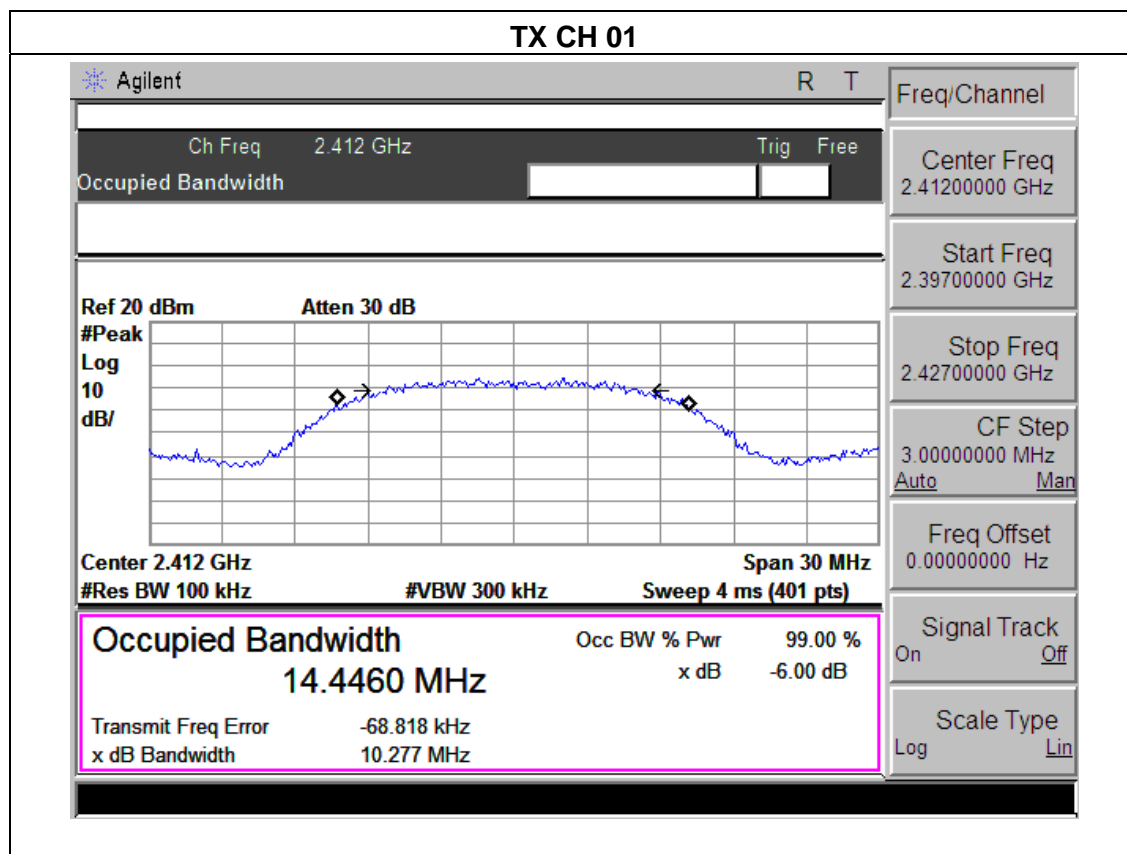 TX CH 01
Agilent R T
Ch Freq 2.412 GHz Trig Free
Occupied Bandwidth
Ref 20 dBm Atten 30 dB
#Peak
Log
10
dB/
Center 2.412 GHz Span 30 MHz
#Res BW 100 kHz #VBW 300 kHz Sweep 4 ms (401 pts)
Occupied Bandwidth Occ BW % Pwr 99.00 %
14.4460 MHz x dB -6.00 dB
Transmit Freq Error -68.818 kHz
x dB Bandwidth 10.277 MHz
Freq/Channel
Center Freq
2.41200000 GHz
Start Freq
2.39700000 GHz
Stop Freq
2.42700000 GHz
CF Step
3.00000000 MHz
Auto Man
Freq Offset
0.00000000 Hz
Signal Track
On Off
Scale Type
Log Lin